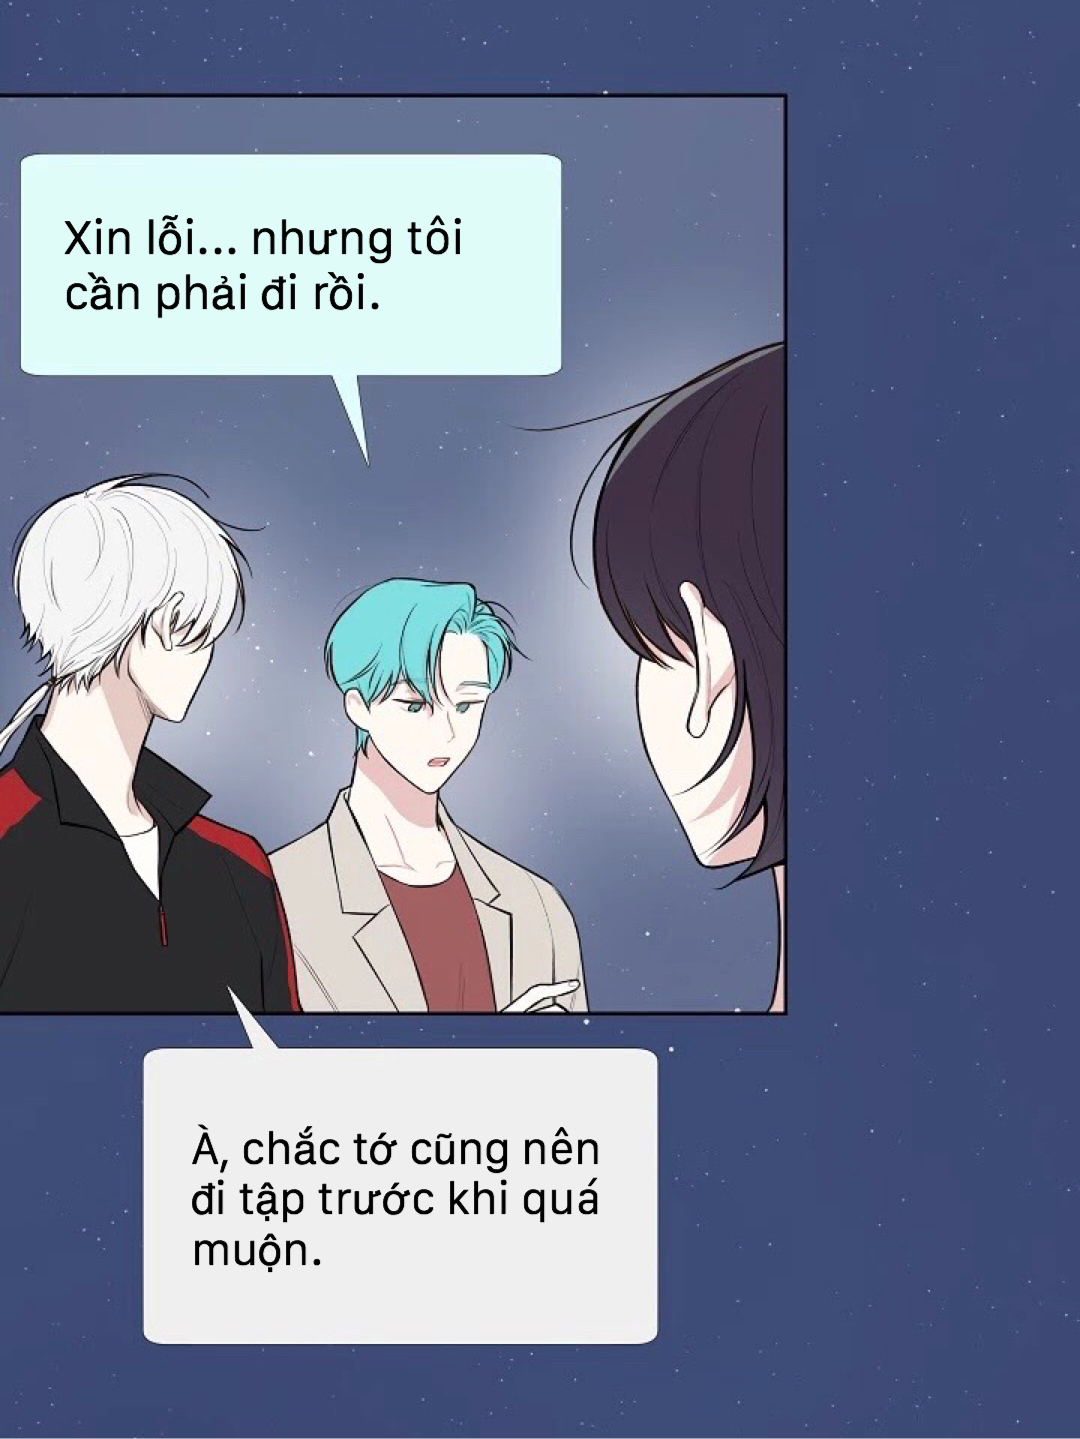 Xin lỗi... nhưng tôi
cần phải đi rồi.
À, chắc tớ cũng nên
đi tập trước khi quá
muộn.